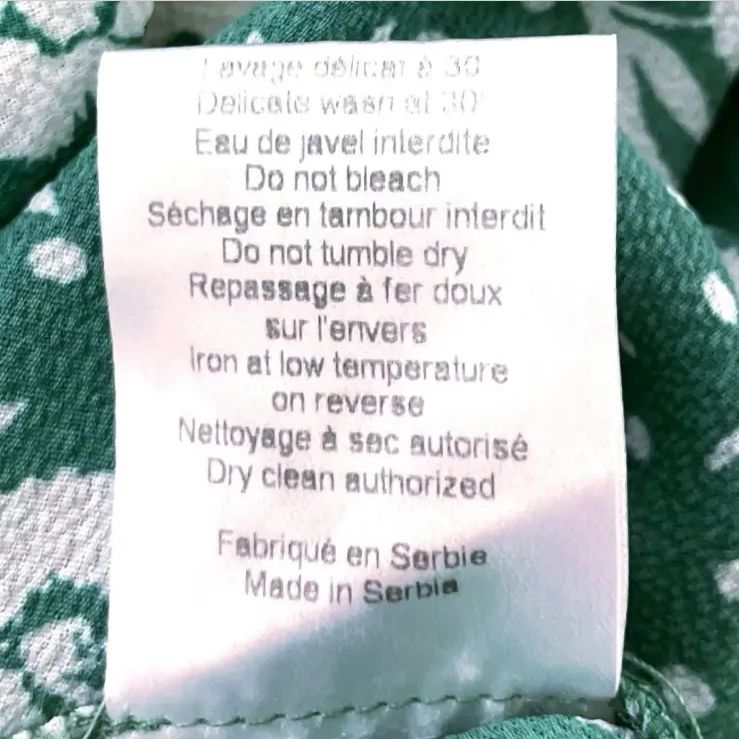 Lavage délicat à 30
Delicate wash at 30°
Eau de javel interdite
Do not bleach
Séchage en tambour interdit
Do not tumble dry
Repassage à fer doux
sur l'envers
Iron at low temperature
on reverse
Nettoyage à sec autorisé
Dry clean authorized
Fabriqué en Serbie
Made in Serbia